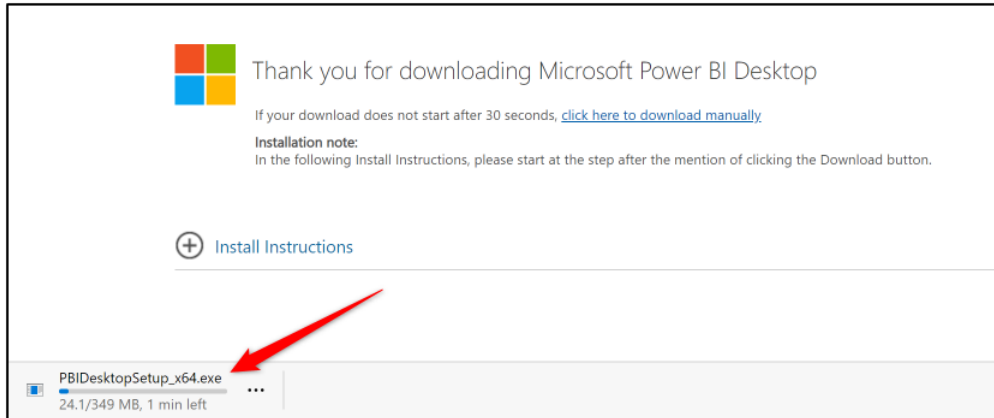 Thank you for downloading Microsoft Power BI Desktop
If your download does not start after 30 seconds, click here to download manually
Installation note:
In the following Install Instructions, please start at the step after the mention of clicking the Download button.
Install Instructions
PBIDesktopSetup_x64.exe
24.1/349 MB, 1 min left